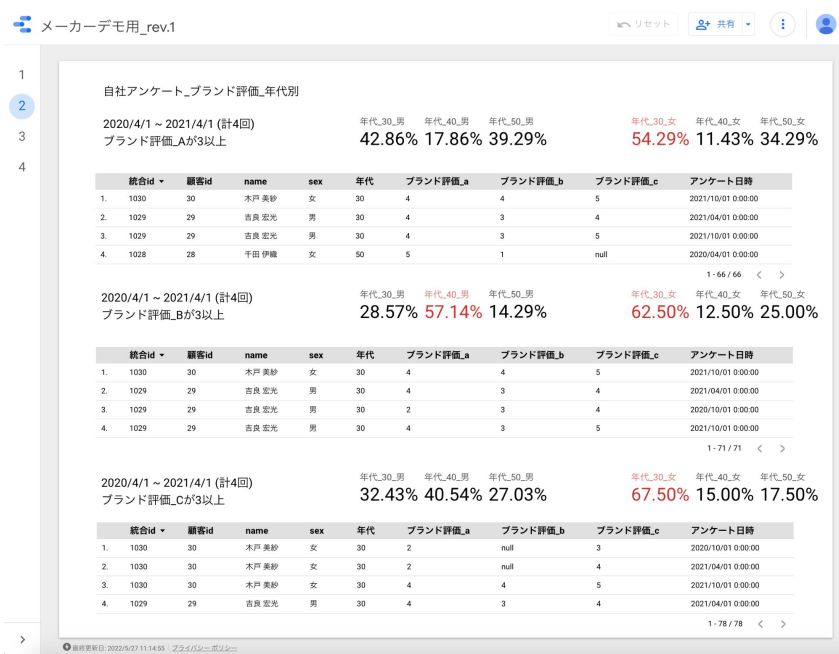 メーカーデモ用_rev.1
リセット
共有
1
2
3
4
自社アンケート_ブランド評価_年代別
2020/4/1 ~ 2021/4/1 (計4回)
ブランド評価_Aが3以上
年代_30_男 年代_40_男 年代_50_男 年代_30_女 年代_40_女 年代_50_女
42.86% 17.86% 39.29% 54.29% 11.43% 34.29%
統合id 顧客id name sex 年代 ブランド評価_a ブランド評価_b ブランド評価_c アンケート日時
1. 1030 30 木戸 美紗 女 30 4 4 5 2021/10/01 0:00:00
2. 1029 29 吉良 宏光 男 30 4 3 4 2021/04/01 0:00:00
3. 1029 29 吉良 宏光 男 30 4 3 5 2021/10/01 0:00:00
4. 1028 28 千田 伊織 女 50 5 1 null 2020/04/01 0:00:00
1 - 66 / 66
2020/4/1 ~ 2021/4/1 (計4回)
ブランド評価_Bが3以上
年代_30_男 年代_40_男 年代_50_男 年代_30_女 年代_40_女 年代_50_女
28.57% 57.14% 14.29% 62.50% 12.50% 25.00%
統合id 顧客id name sex 年代 ブランド評価_a ブランド評価_b ブランド評価_c アンケート日時
1. 1030 30 木戸 美紗 女 30 4 4 5 2021/10/01 0:00:00
2. 1029 29 吉良 宏光 男 30 4 3 4 2021/04/01 0:00:00
3. 1029 29 吉良 宏光 男 30 2 3 4 2020/10/01 0:00:00
4. 1029 29 吉良 宏光 男 30 4 3 5 2021/10/01 0:00:00
1 - 71 / 71
2020/4/1 ~ 2021/4/1 (計4回)
ブランド評価_Cが3以上
年代_30_男 年代_40_男 年代_50_男 年代_30_女 年代_40_女 年代_50_女
32.43% 40.54% 27.03% 67.50% 15.00% 17.50%
統合id 顧客id name sex 年代 ブランド評価_a ブランド評価_b ブランド評価_c アンケート日時
1. 1030 30 木戸 美紗 女 30 2 null 3 2020/10/01 0:00:00
2. 1030 30 木戸 美紗 女 30 2 null 4 2021/04/01 0:00:00
3. 1030 30 木戸 美紗 女 30 4 4 5 2021/10/01 0:00:00
4. 1029 29 吉良 宏光 男 30 4 3 4 2021/04/01 0:00:00
1 - 78 / 78
最終更新日: 2022/5/27 11:14:55 プライバシー ポリシー